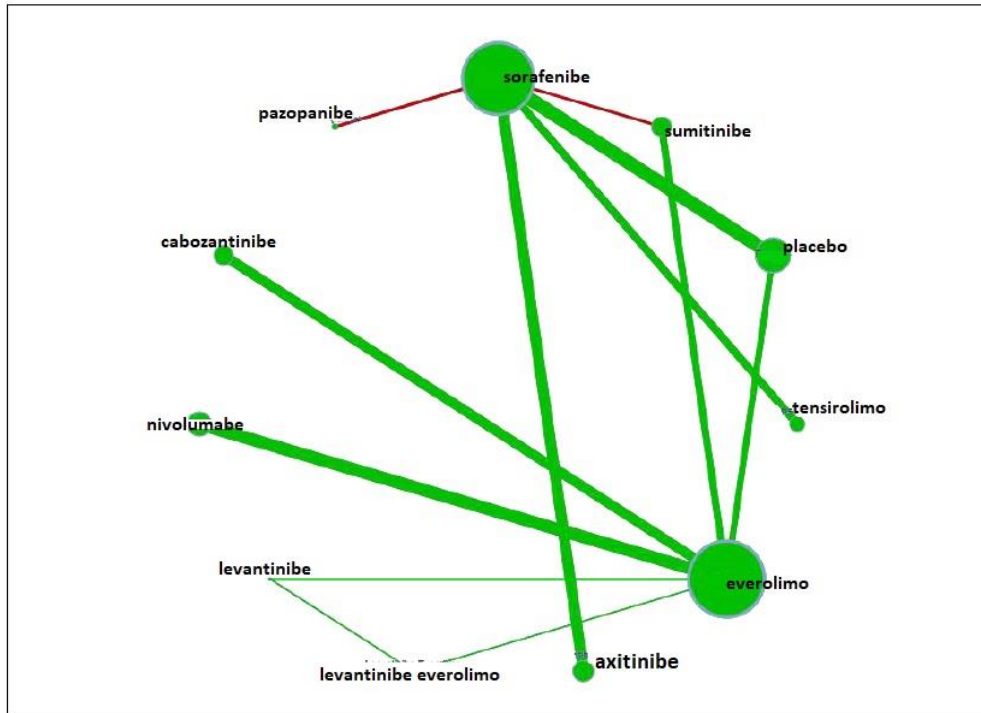 sorafenibe
pazopanibe
sumitinibe
cabozantinibe
placebo
tensirolimo
nivolumabe
levantinibe
everolimo
levantinibe everolimo
axitinibe